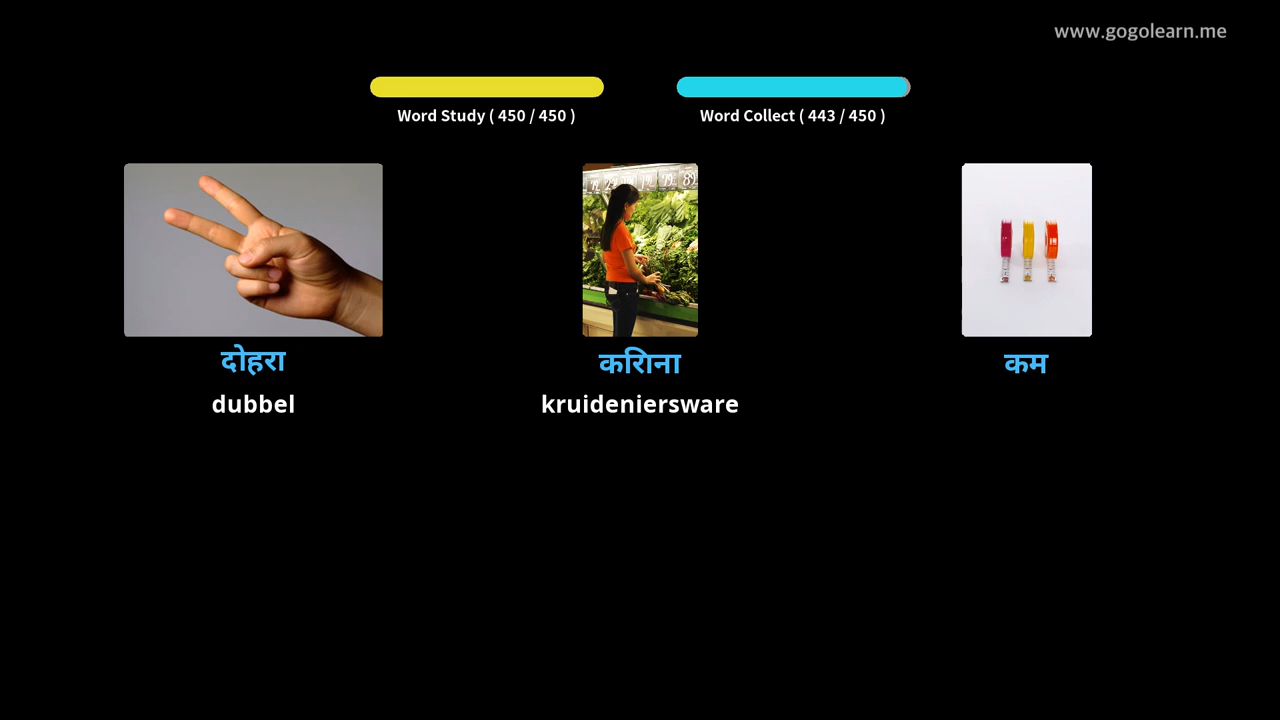 www.gogolearn.me
Word Study ( 450 / 450 )
Word Collect ( 443 / 450 )
दोहरा
करिाना
कम
dubbel
kruideniersware